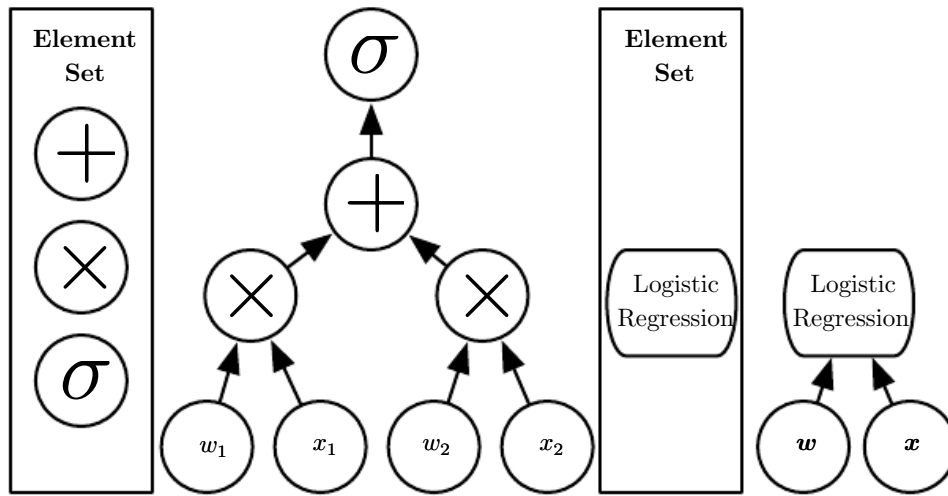 Element
Set
+
×
σ
σ
+
×
×
w₁
x₁
w₂
x₂
Element
Set
Logistic
Regression
Logistic
Regression
w
x